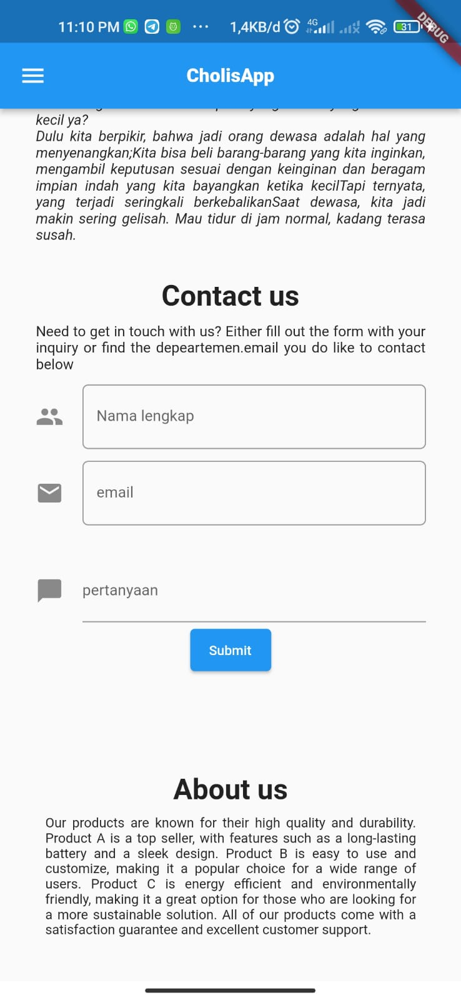 11:10 PM ... 1,4KB/d 4G 31
DEBUG
CholisApp
kecil ya?
Dulu kita berpikir, bahwa jadi orang dewasa adalah hal yang
menyenangkan;Kita bisa beli barang-barang yang kita inginkan,
mengambil keputusan sesuai dengan keinginan dan beragam
impian indah yang kita bayangkan ketika kecilTapi ternyata,
yang terjadi seringkali berkebalikanSaat dewasa, kita jadi
makin sering gelisah. Mau tidur di jam normal, kadang terasa
susah.
Contact us
Need to get in touch with us? Either fill out the form with your
inquiry or find the depeartemen.email you do like to contact
below
Nama lengkap
email
pertanyaan
Submit
About us
Our products are known for their high quality and durability.
Product A is a top seller, with features such as a long-lasting
battery and a sleek design. Product B is easy to use and
customize, making it a popular choice for a wide range of
users. Product C is energy efficient and environmentally
friendly, making it a great option for those who are looking for
a more sustainable solution. All of our products come with a
satisfaction guarantee and excellent customer support.